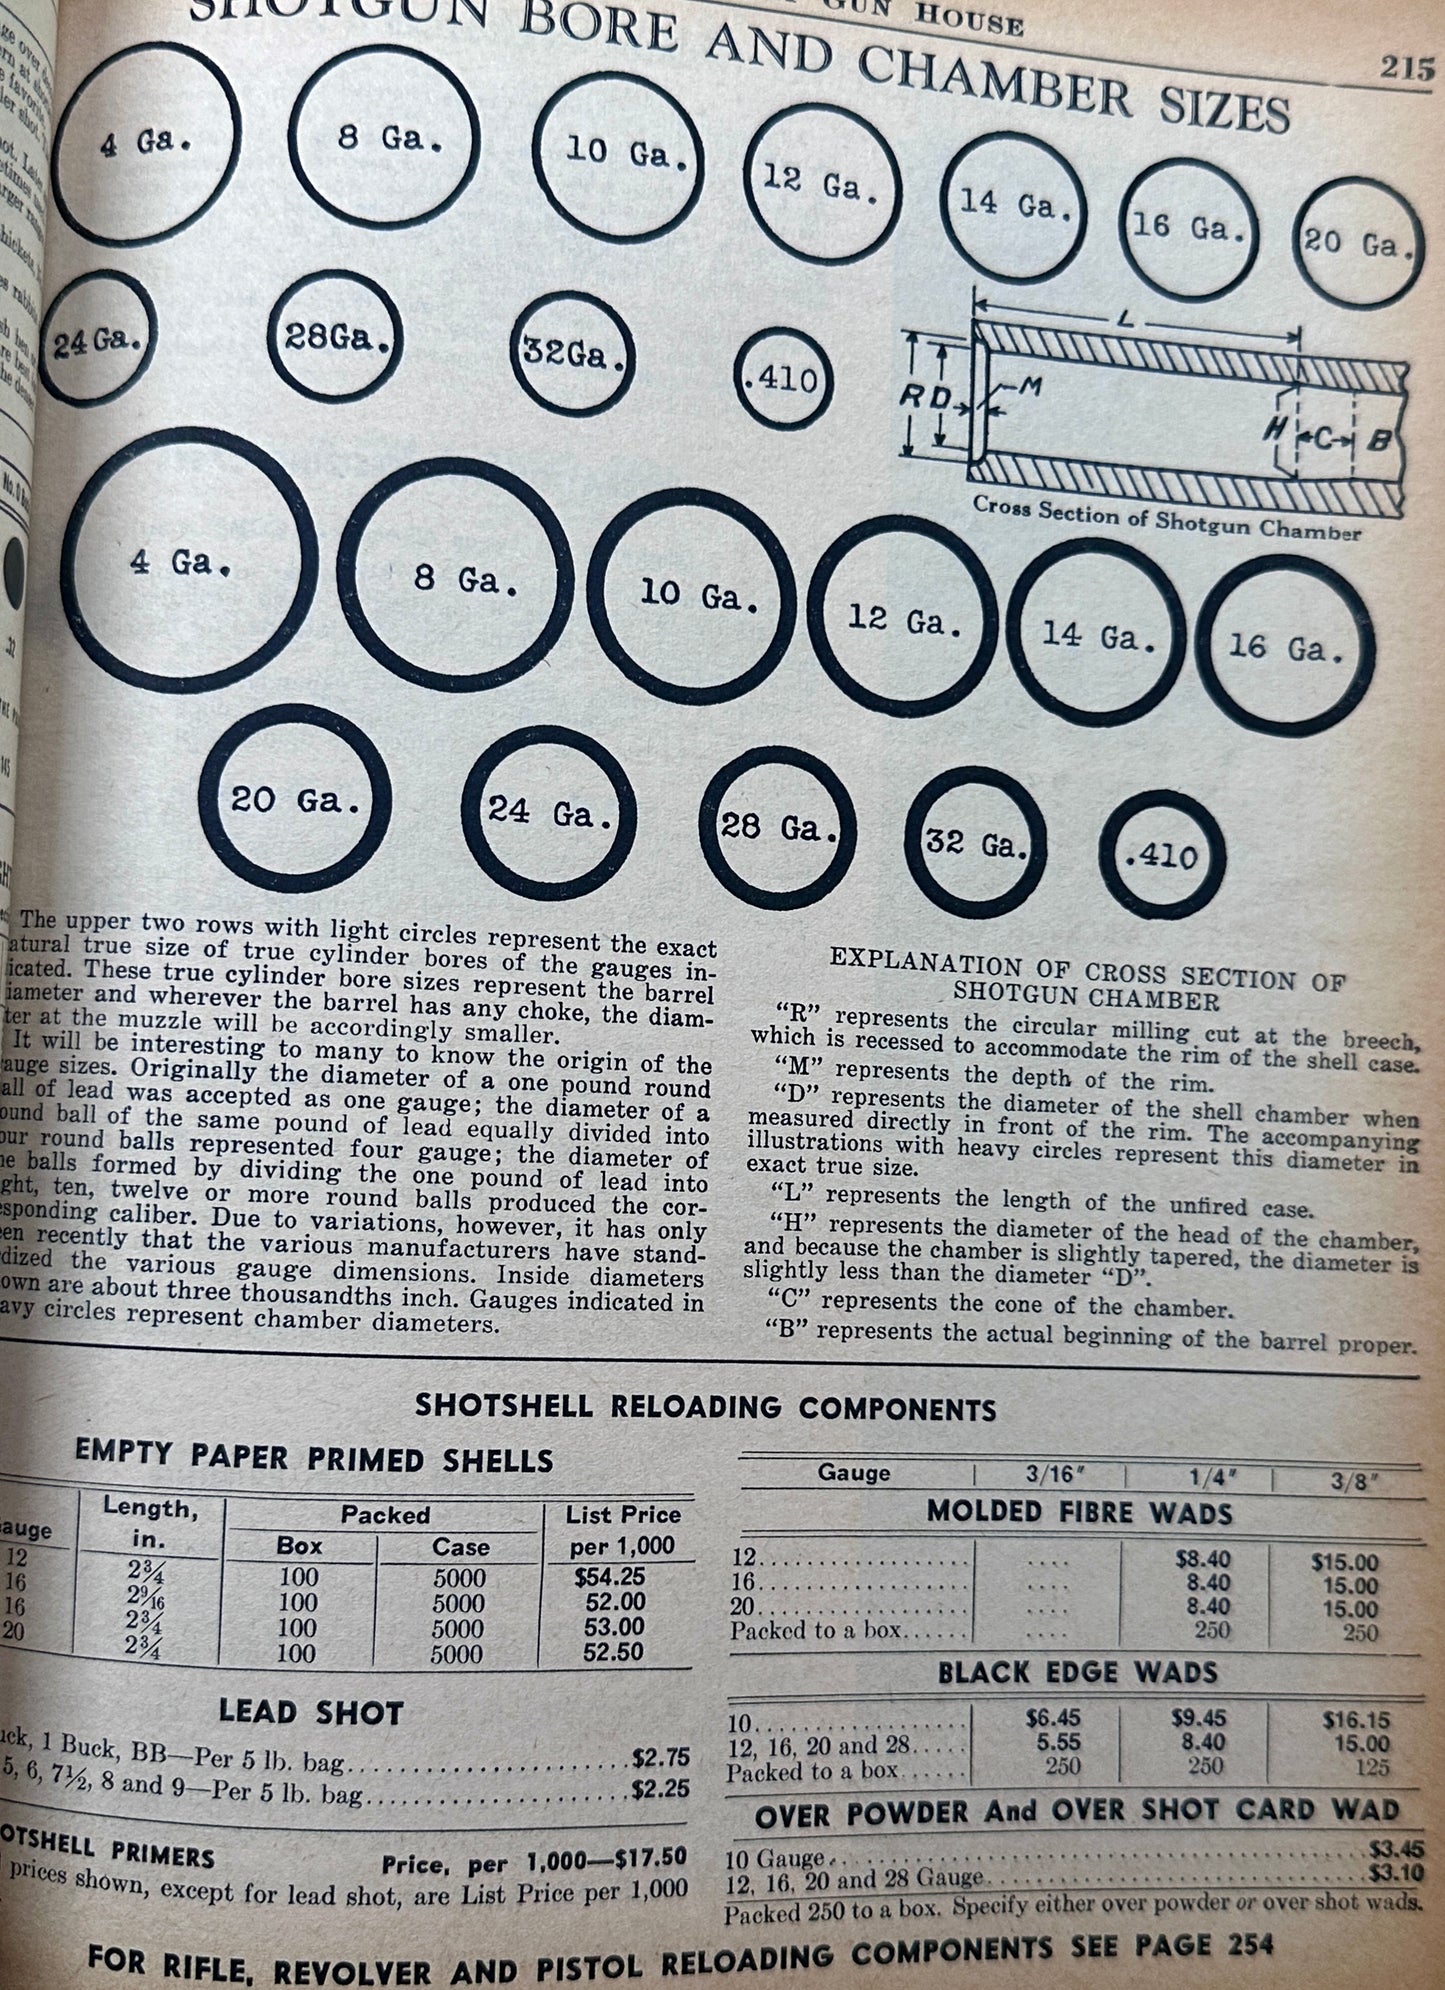 GUN HOUSE
215
SHOTGUN BORE AND CHAMBER SIZES
4 Ga.
8 Ga.
10 Ga.
12 Ga.
14 Ga.
16 Ga.
20 Ga.
24 Ga.
28 Ga.
32 Ga.
.410
L
R D M H C B
Cross Section of Shotgun Chamber
4 Ga.
8 Ga.
10 Ga.
12 Ga.
14 Ga.
16 Ga.
20 Ga.
24 Ga.
28 Ga.
32 Ga.
.410
The upper two rows with light circles represent the exact
atural true size of true cylinder bores of the gauges in-
icated. These true cylinder bore sizes represent the barrel
iameter and wherever the barrel has any choke, the diam-
ter at the muzzle will be accordingly smaller.
It will be interesting to many to know the origin of the
auge sizes. Originally the diameter of a one pound round
all of lead was accepted as one gauge; the diameter of a
ound ball of the same pound of lead equally divided into
our round balls represented four gauge; the diameter of
he balls formed by dividing the one pound of lead into
ght, ten, twelve or more round balls produced the cor-
esponding caliber. Due to variations, however, it has only
een recently that the various manufacturers have stand-
dized the various gauge dimensions. Inside diameters
own are about three thousandths inch. Gauges indicated in
avy circles represent chamber diameters.
EXPLANATION OF CROSS SECTION OF
SHOTGUN CHAMBER
“R” represents the circular milling cut at the breech,
which is recessed to accommodate the rim of the shell case.
“M” represents the depth of the rim.
“D” represents the diameter of the shell chamber when
measured directly in front of the rim. The accompanying
illustrations with heavy circles represent this diameter in
exact true size.
“L” represents the length of the unfired case.
“H” represents the diameter of the head of the chamber,
and because the chamber is slightly tapered, the diameter is
slightly less than the diameter “D”.
“C” represents the cone of the chamber.
“B” represents the actual beginning of the barrel proper.
SHOTSHELL RELOADING COMPONENTS
EMPTY PAPER PRIMED SHELLS
auge | Length, in. | Packed | List Price per 1,000
Box | Case
12 | 2¾ | 100 | 5000 | $54.25
16 | 2 9/16 | 100 | 5000 | 52.00
16 | 2¾ | 100 | 5000 | 53.00
20 | 2¾ | 100 | 5000 | 52.50
LEAD SHOT
uck, 1 Buck, BB—Per 5 lb. bag........................$2.75
5, 6, 7½, 8 and 9—Per 5 lb. bag......................$2.25
OTSHELL PRIMERS Price, per 1,000—$17.50
prices shown, except for lead shot, are List Price per 1,000
Gauge | 3/16″ | 1/4″ | 3/8″
MOLDED FIBRE WADS
12.................... | .... | $8.40 | $15.00
16.................... | .... | 8.40 | 15.00
20.................... | .... | 8.40 | 15.00
Packed to a box...... | .... | 250 | 250
BLACK EDGE WADS
10.................... | $6.45 | $9.45 | $16.15
12, 16, 20 and 28..... | 5.55 | 8.40 | 15.00
Packed to a box...... | 250 | 250 | 125
OVER POWDER And OVER SHOT CARD WAD
10 Gauge........................................$3.45
12, 16, 20 and 28 Gauge.........................$3.10
Packed 250 to a box. Specify either over powder or over shot wads.
FOR RIFLE, REVOLVER AND PISTOL RELOADING COMPONENTS SEE PAGE 254